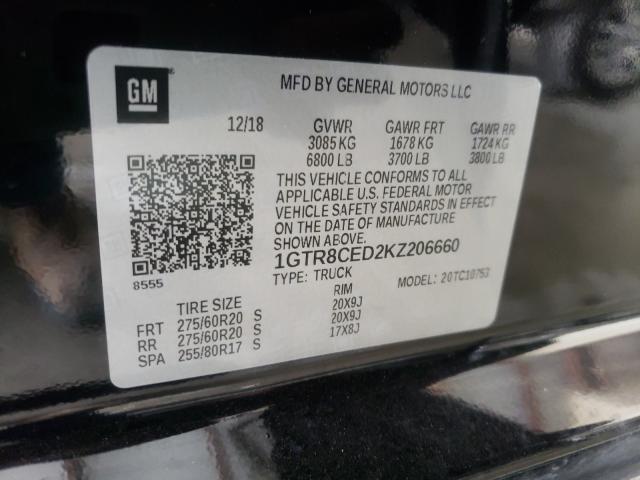 GM
MFD BY GENERAL MOTORS LLC
12/18 GVWR GAWR FRT GAWR RR
3085 KG 1678 KG 1724 KG
6800 LB 3700 LB 3800 LB
THIS VEHICLE CONFORMS TO ALL
APPLICABLE U.S. FEDERAL MOTOR
VEHICLE SAFETY STANDARDS IN EFFECT
ON THE DATE OF MANUFACTURE
SHOWN ABOVE.
8555 1GTR8CED2KZ206660
TYPE: TRUCK MODEL: 20TC10753
TIRE SIZE RIM
FRT 275/60R20 S 20X9J
RR 275/60R20 S 20X9J
SPA 255/80R17 S 17X8J